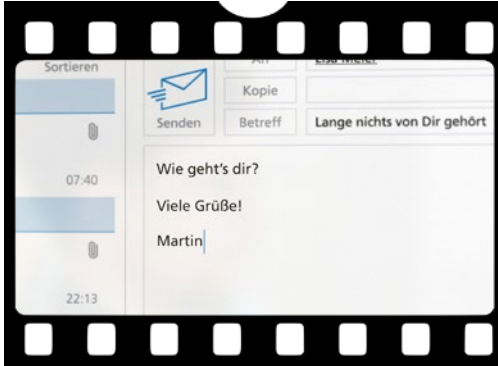 Sortieren
Kopie
Senden
Betreff
Lange nichts von Dir gehört
07:40
22:13
Wie geht's dir?
Viele Grüße!
Martin